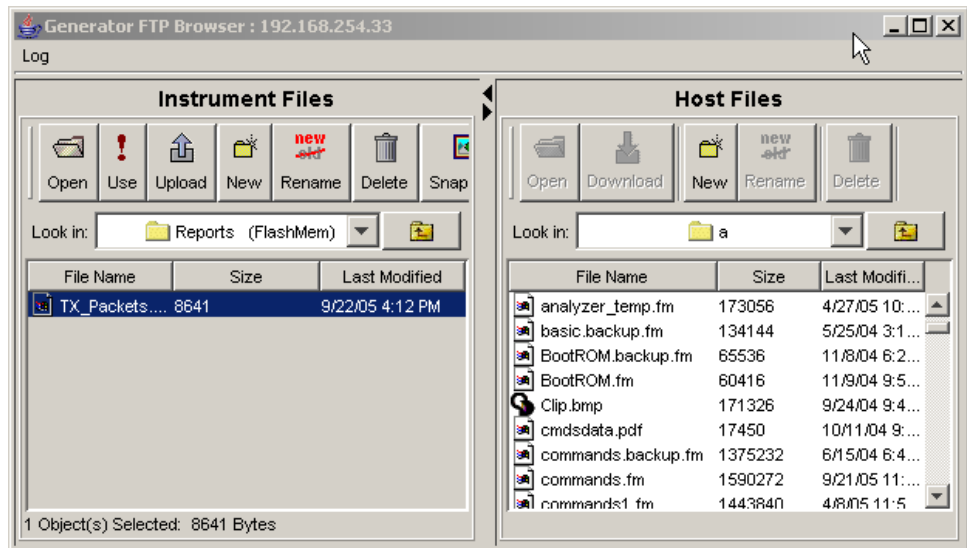 Generator FTP Browser : 192.168.254.33
Log
Instrument Files
Open Use Upload New new old Rename Delete Snap
Look in: Reports (FlashMem)
File Name Size Last Modified
TX_Packets.... 8641 9/22/05 4:12 PM
1 Object(s) Selected: 8641 Bytes
Host Files
Open Download New new old Rename Delete
Look in: a
File Name Size Last Modifi...
analyzer_temp.fm 173056 4/27/05 10:...
basic.backup.fm 134144 5/25/04 3:1...
BootROM.backup.fm 65536 11/8/04 6:2...
BootROM.fm 60416 11/9/04 9:5...
Clip.bmp 171326 9/24/04 9:4...
cmdsdata.pdf 17450 10/11/04 9:...
commands.backup.fm 1375232 6/15/04 6:4...
commands.fm 1590272 9/21/05 11:...
commands1.fm 1443840 4/8/05 11:5